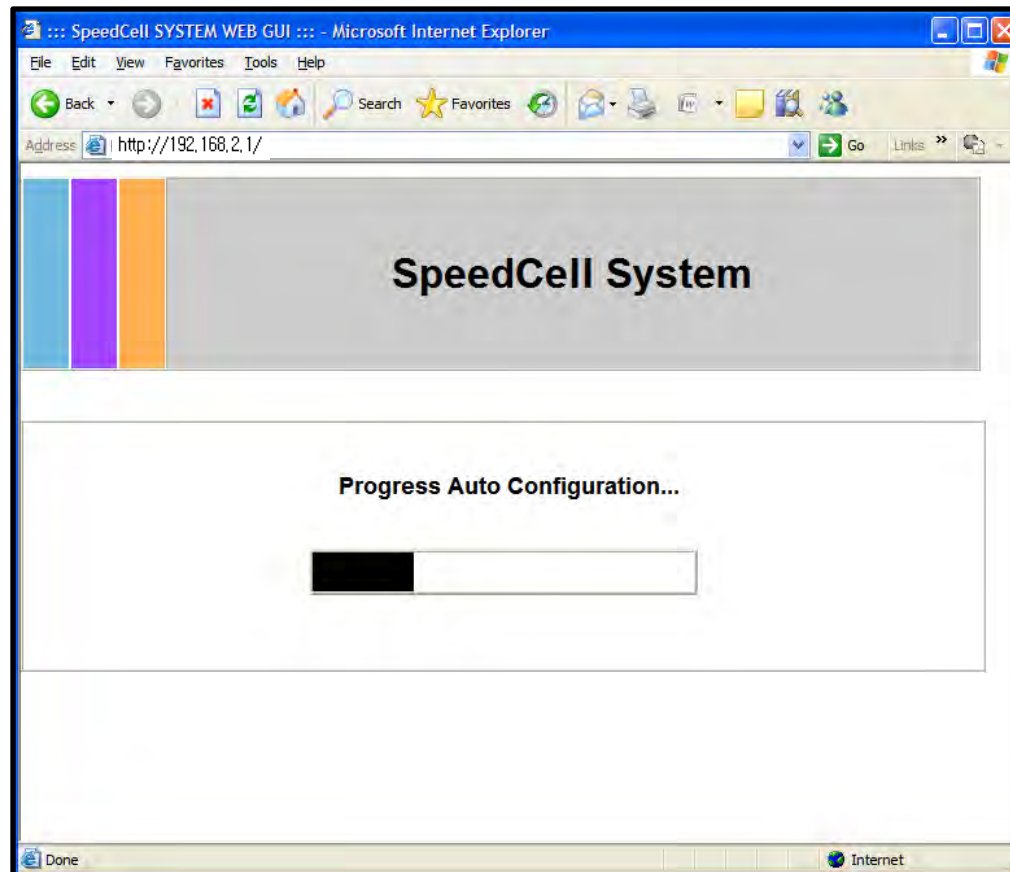 ::: SpeedCell SYSTEM WEB GUI ::: - Microsoft Internet Explorer
File Edit View Favorites Tools Help
Back Search Favorites
Address http://192,168,2,1/ Go Links »
SpeedCell System
Progress Auto Configuration...
Done Internet